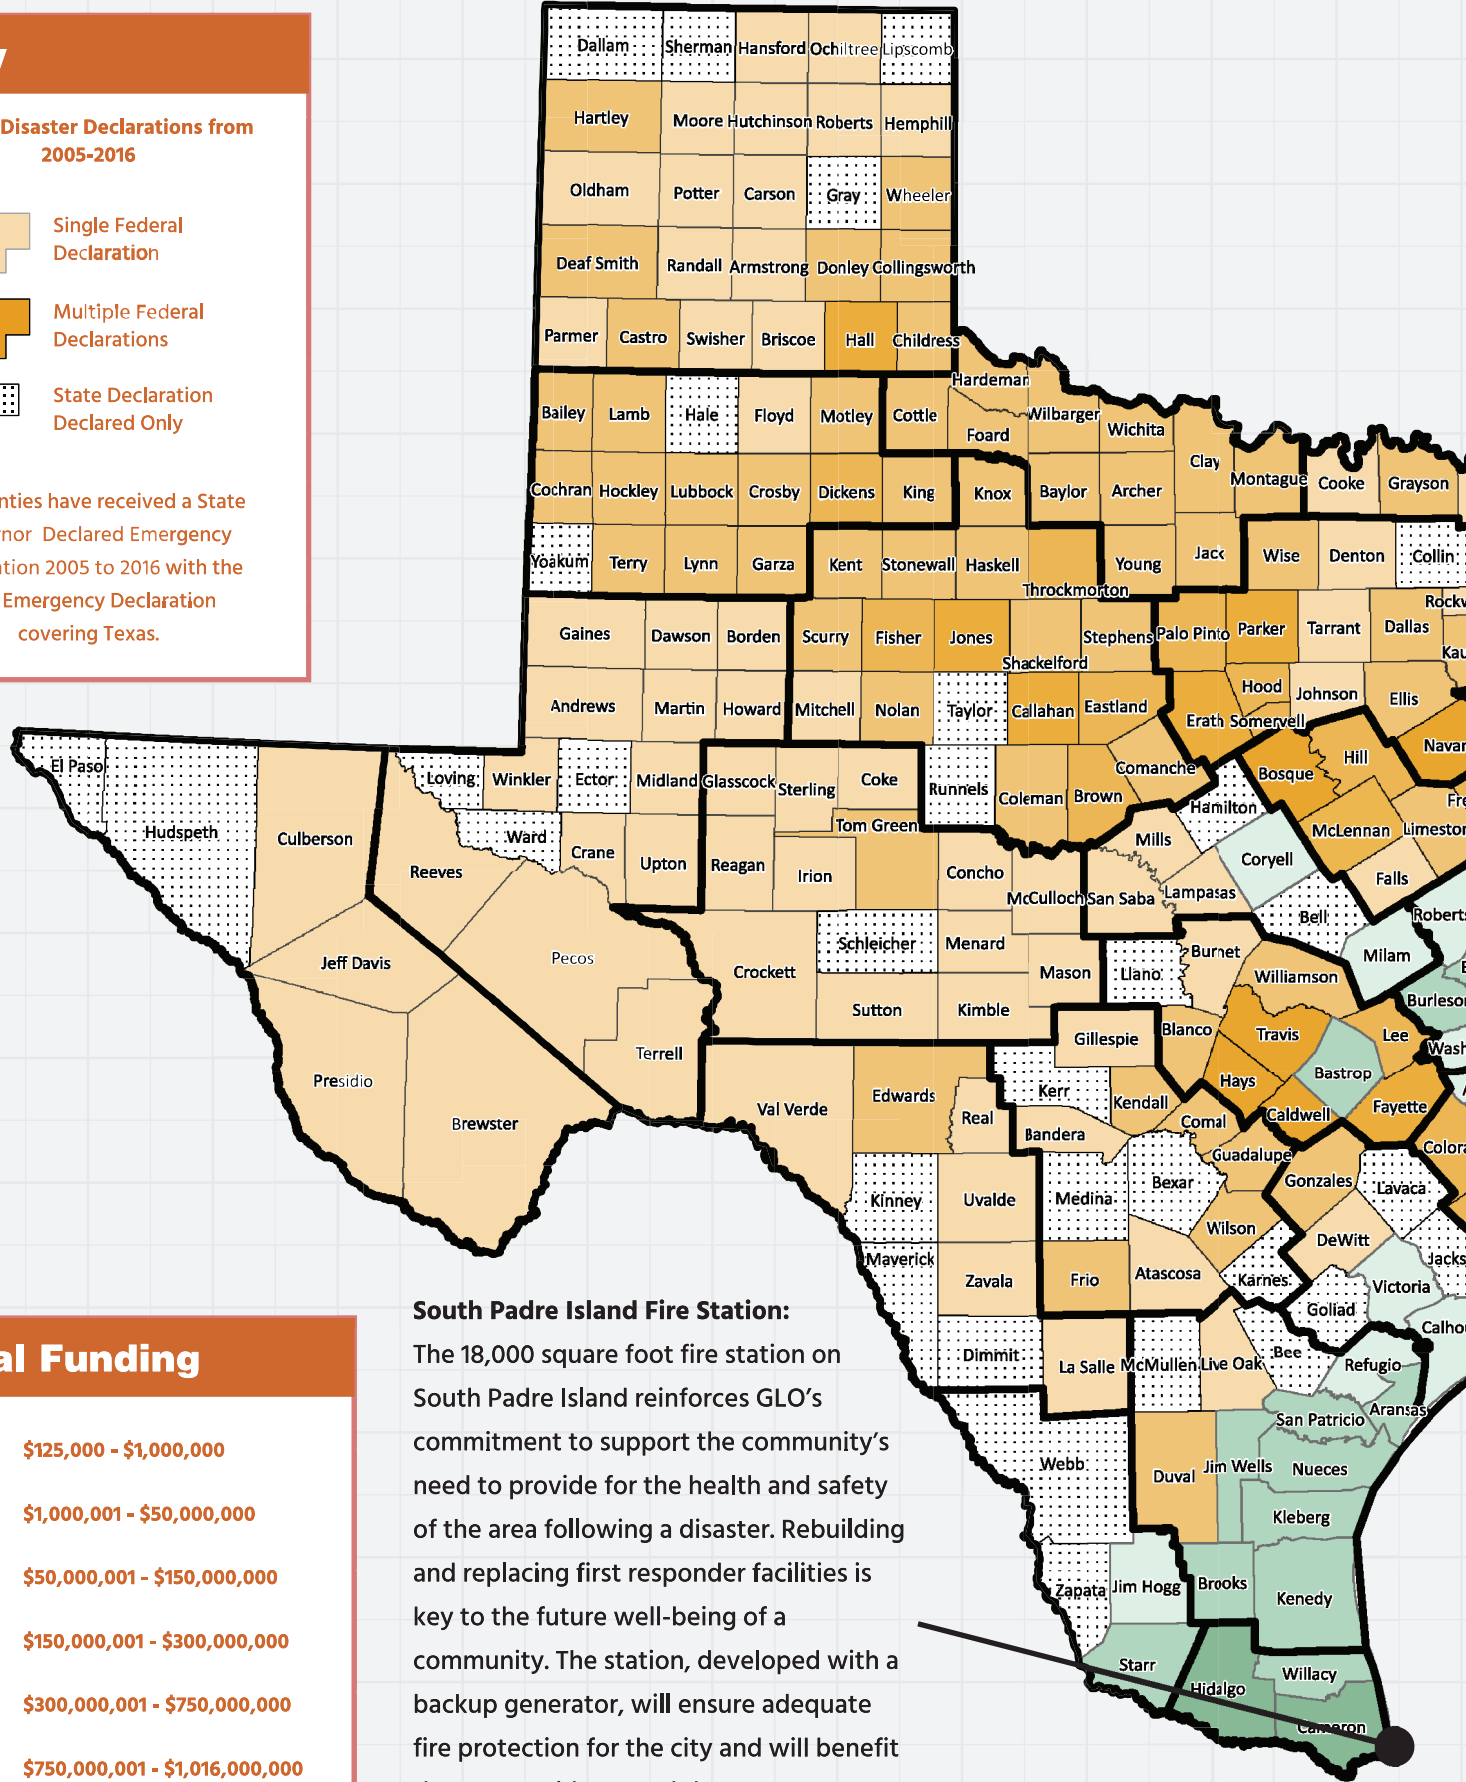 Disaster Declarations from
2005-2016
Single Federal
Declaration
Multiple Federal
Declarations
State Declaration
Declared Only
nties have received a State
nor Declared Emergency
tion 2005 to 2016 with the
Emergency Declaration
covering Texas.
al Funding
$125,000 - $1,000,000
$1,000,001 - $50,000,000
$50,000,001 - $150,000,000
$150,000,001 - $300,000,000
$300,000,001 - $750,000,000
$750,000,001 - $1,016,000,000
South Padre Island Fire Station:
The 18,000 square foot fire station on
South Padre Island reinforces GLO's
commitment to support the community's
need to provide for the health and safety
of the area following a disaster. Rebuilding
and replacing first responder facilities is
key to the future well-being of a
community. The station, developed with a
backup generator, will ensure adequate
fire protection for the city and will benefit
Dallam Sherman Hansford Ochiltree Lipscomb
Hartley Moore Hutchinson Roberts Hemphill
Oldham Potter Carson Gray Wheeler
Deaf Smith Randall Armstrong Donley Collingsworth
Parmer Castro Swisher Briscoe Hall Childress
Hardeman
Bailey Lamb Hale Floyd Motley Cottle Foard Wilbarger Wichita
Clay Montague Cooke Grayson
Cochran Hockley Lubbock Crosby Dickens King Knox Baylor Archer
Yoakum Terry Lynn Garza Kent Stonewall Haskell Throckmorton Young Jack Wise Denton Collin
Rockw
Gaines Dawson Borden Scurry Fisher Jones Shackelford Stephens Palo Pinto Parker Tarrant Dallas
Kau
Andrews Martin Howard Mitchell Nolan Taylor Callahan Eastland Erath Hood Somervell Johnson Ellis
Navar
El Paso Hudspeth Culberson Loving Winkler Ector Midland Glasscock Sterling Coke Runnels Coleman Brown Comanche Bosque Hill
Hamilton McLennan Limeston Fre
Reeves Ward Crane Upton Reagan Irion Tom Green Concho McCulloch San Saba Mills Lampasas Coryell Falls
Bell Roberts
Jeff Davis Pecos Crockett Schleicher Menard Mason Llano Burnet Williamson Milam
Burleson
Sutton Kimble Gillespie Blanco Travis Lee Wash
Presidio Brewster Terrell Val Verde Edwards Real Kerr Kendall Hays Bastrop Caldwell Fayette
Bandera Comal Guadalupe Colora
Kinney Uvalde Medina Bexar Gonzales Lavaca
Wilson DeWitt Jacks
Maverick Zavala Frio Atascosa Karnes Goliad Victoria
Calhou
Dimmit La Salle McMullen Live Oak Bee Refugio
San Patricio Aransas
Webb Duval Jim Wells Nueces
Kleberg
Zapata Jim Hogg Brooks Kenedy
Starr Hidalgo Willacy
Cameron